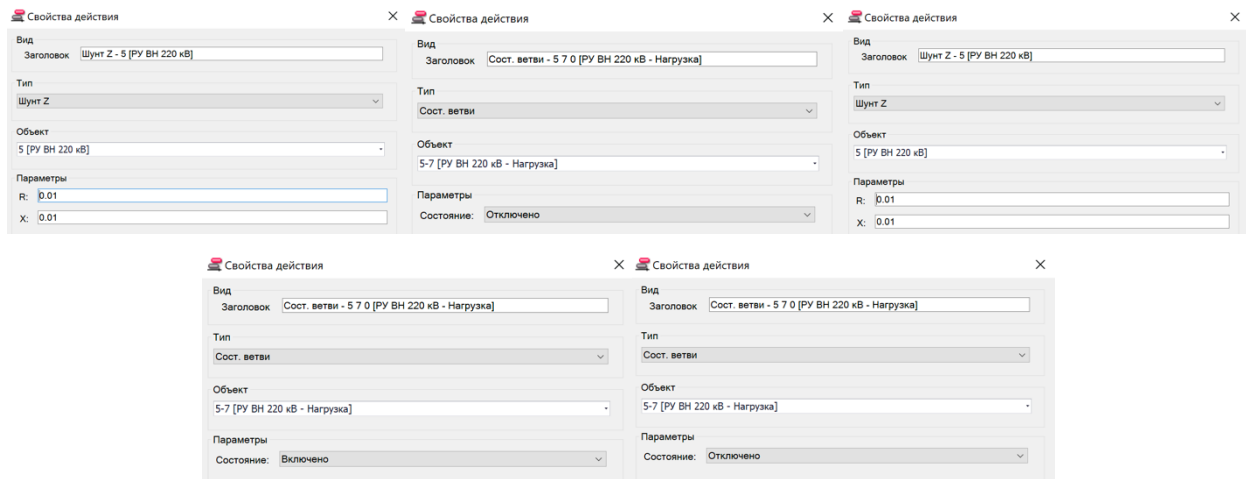 Свойства действия
Вид
Заголовок Шунт Z - 5 [РУ ВН 220 кВ]
Тип
Шунт Z
Объект
5 [РУ ВН 220 кВ]
Параметры
R: 0.01
X: 0.01
Свойства действия
Вид
Заголовок Сост. ветви - 5 7 0 [РУ ВН 220 кВ - Нагрузка]
Тип
Сост. ветви
Объект
5-7 [РУ ВН 220 кВ - Нагрузка]
Параметры
Состояние: Отключено
Свойства действия
Вид
Заголовок Шунт Z - 5 [РУ ВН 220 кВ]
Тип
Шунт Z
Объект
5 [РУ ВН 220 кВ]
Параметры
R: 0.01
X: 0.01
Свойства действия
Вид
Заголовок Сост. ветви - 5 7 0 [РУ ВН 220 кВ - Нагрузка]
Тип
Сост. ветви
Объект
5-7 [РУ ВН 220 кВ - Нагрузка]
Параметры
Состояние: Включено
Свойства действия
Вид
Заголовок Сост. ветви - 5 7 0 [РУ ВН 220 кВ - Нагрузка]
Тип
Сост. ветви
Объект
5-7 [РУ ВН 220 кВ - Нагрузка]
Параметры
Состояние: Отключено